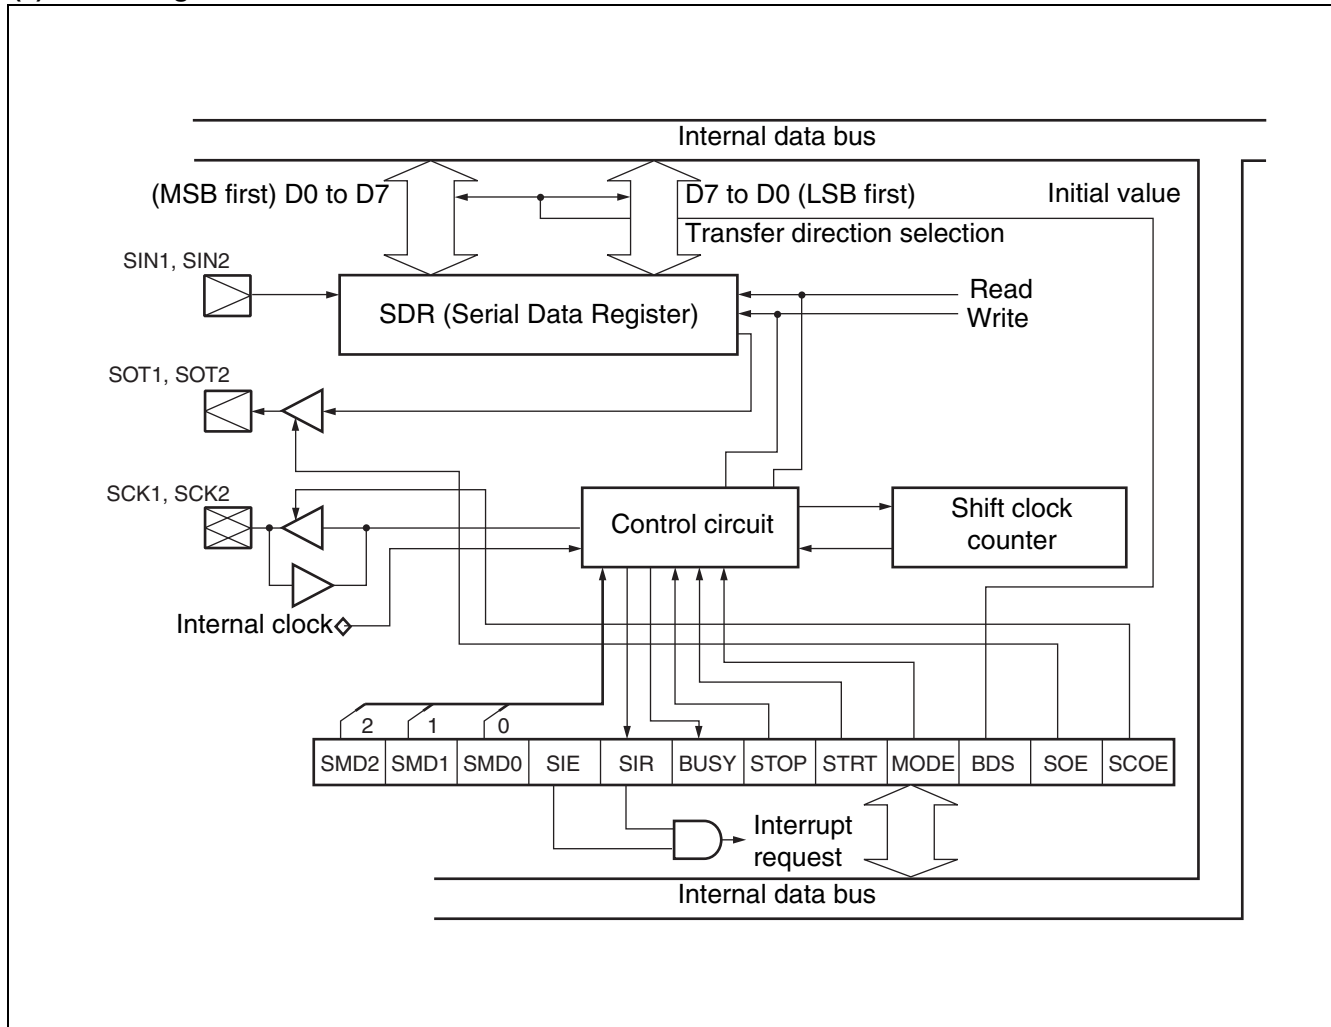 Internal data bus
(MSB first) D0 to D7
D7 to D0 (LSB first)
Initial value
Transfer direction selection
SIN1, SIN2
SDR (Serial Data Register)
Read
Write
SOT1, SOT2
SCK1, SCK2
Control circuit
Shift clock
counter
Internal clock
2 1 0
SMD2 SMD1 SMD0 SIE SIR BUSY STOP STRT MODE BDS SOE SCOE
Interrupt
request
Internal data bus